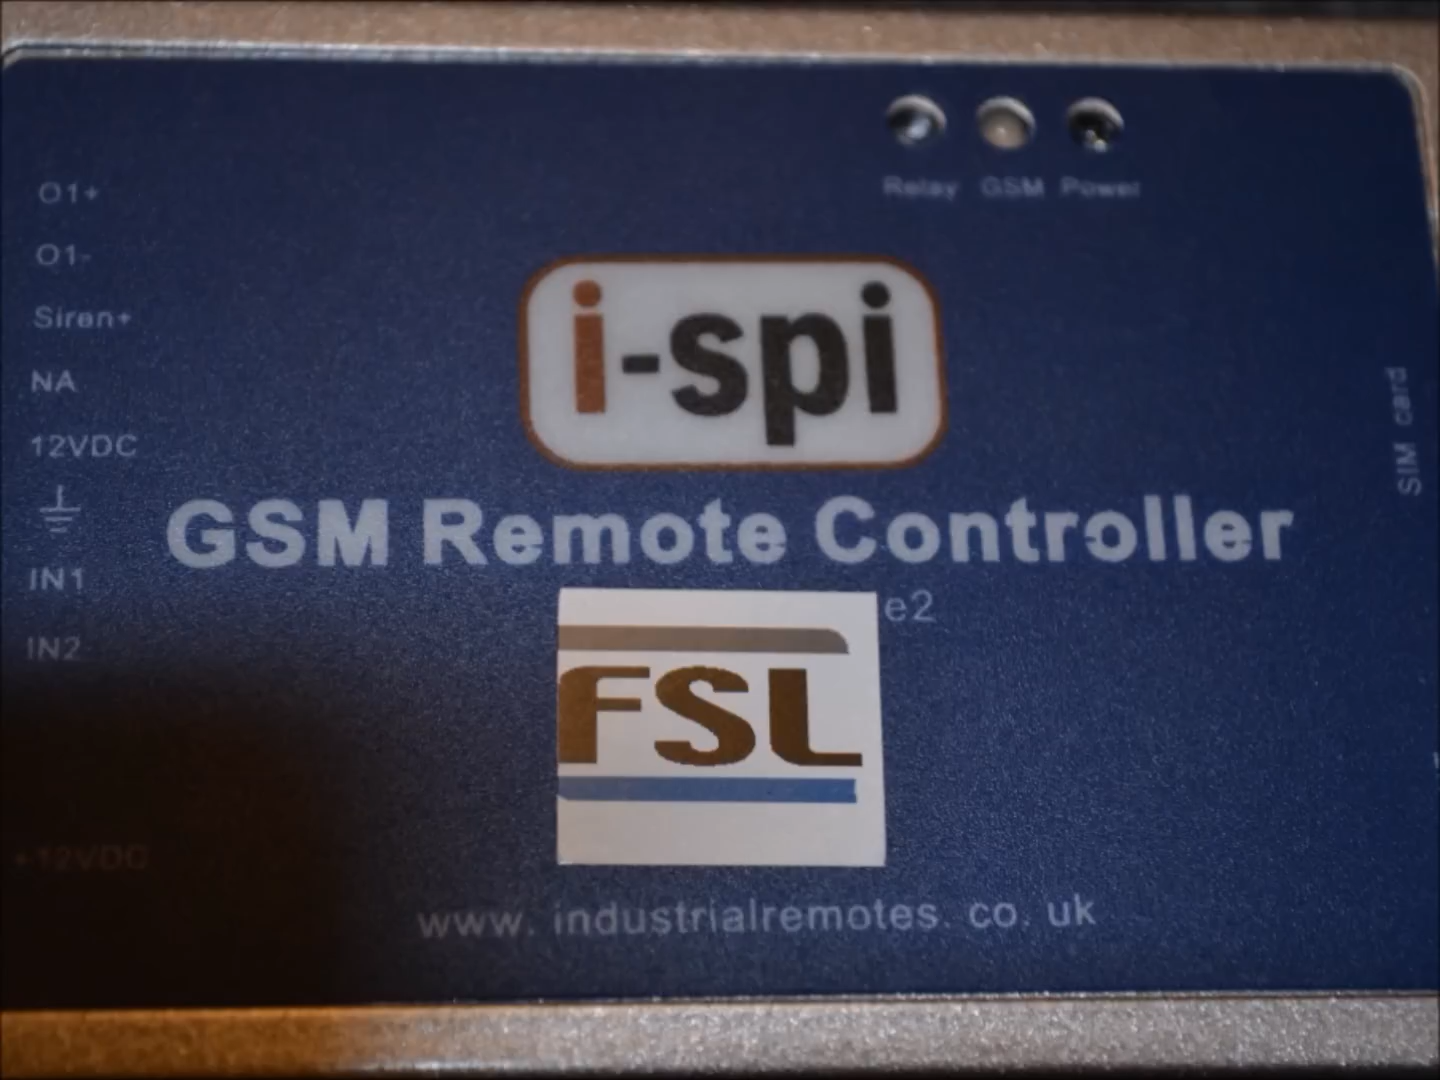 Relay GSM Power
O1+
O1-
Siren+
NA
12VDC
IN1
IN2
+12VDC
i-spi
SIM card
GSM Remote Controller
e2
FSL
www. industrialremotes. co. uk